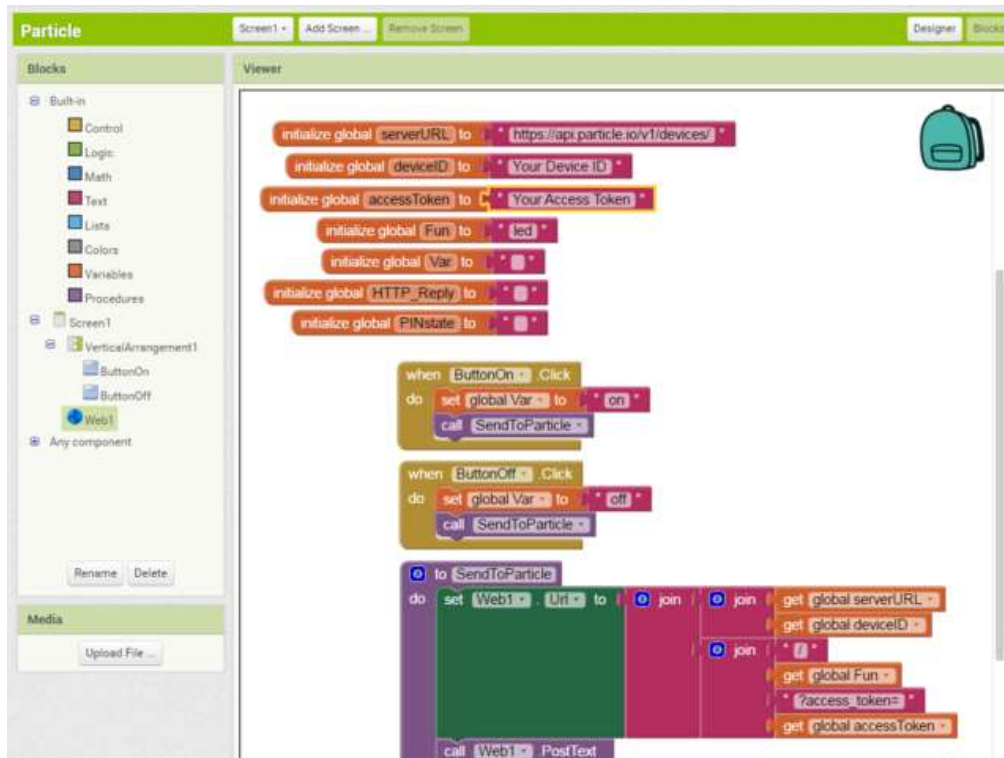 Particle
Screen1
Add Screen ...
Remove Screen
Designer
Blocks
Blocks
Viewer
Built-in
Control
Logic
Math
Text
Lists
Colors
Variables
Procedures
Screen1
VerticalArrangement1
ButtonOn
ButtonOff
Web1
Any component
Rename
Delete
Media
Upload File ...
initialize global serverURL to " https://api.particle.io/v1/devices/ "
initialize global deviceID to " Your Device ID "
initialize global accessToken to " Your Access Token "
initialize global Fun to " led "
initialize global Var to " "
initialize global HTTP_Reply to " "
initialize global PINstate to " "
when ButtonOn .Click
do set global Var to " on "
call SendToParticle
when ButtonOff .Click
do set global Var to " off "
call SendToParticle
to SendToParticle
do set Web1 . Url to join join get global serverURL
get global deviceID
join " / "
get global Fun
" ?access_token= "
get global accessToken
call Web1 .PostText